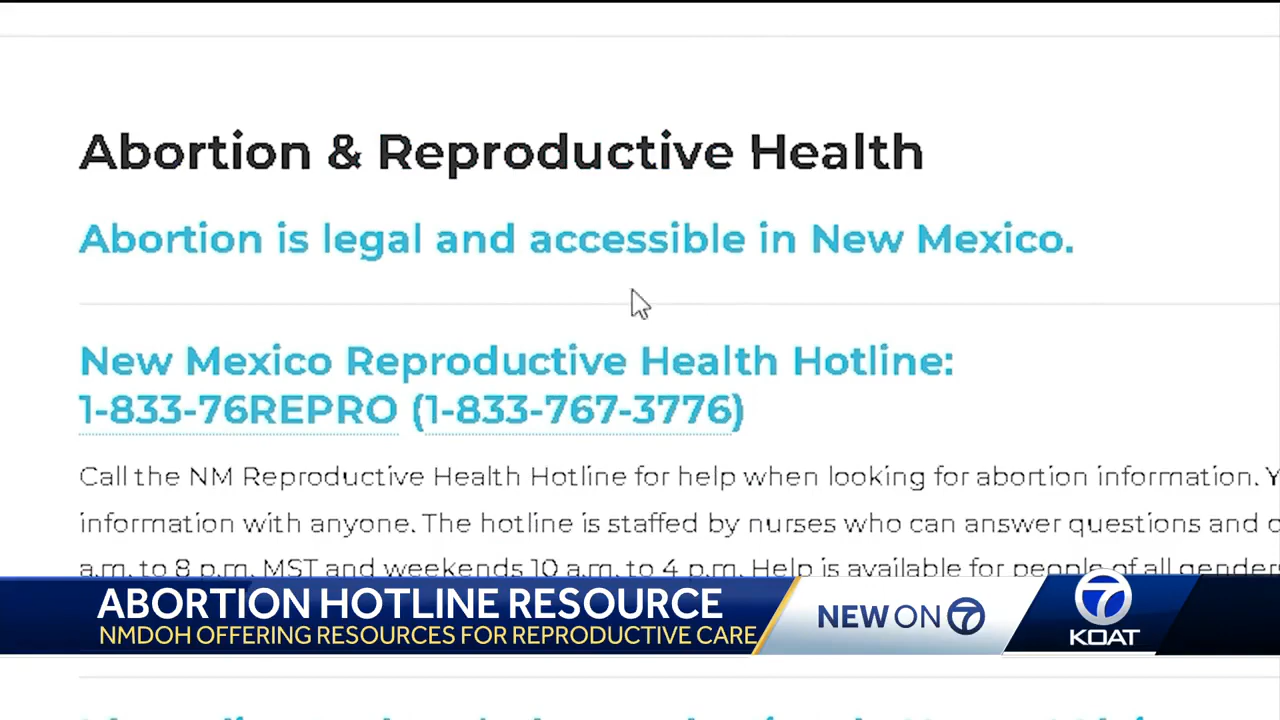 Abortion & Reproductive Health
Abortion is legal and accessible in New Mexico.
New Mexico Reproductive Health Hotline:
1-833-76REPRO (1-833-767-3776)
Call the NM Reproductive Health Hotline for help when looking for abortion information. Y
information with anyone. The hotline is staffed by nurses who can answer questions and
a.m. to 8 p.m. MST and weekends 10 a.m. to 4 p.m. Help is available for people of all genders
ABORTION HOTLINE RESOURCE
NMDOH OFFERING RESOURCES FOR REPRODUCTIVE CARE
NEW ON 7
7
KOAT